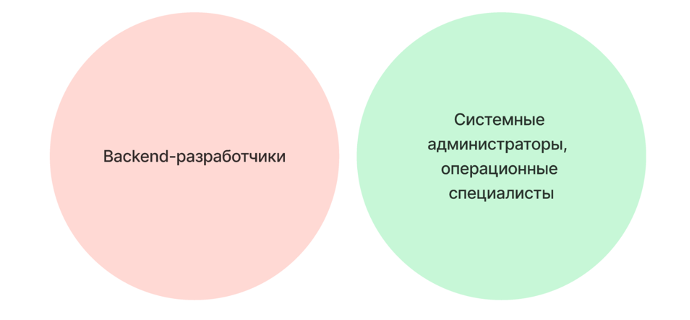 Backend-разработчики
Системные
администраторы,
операционные
специалисты